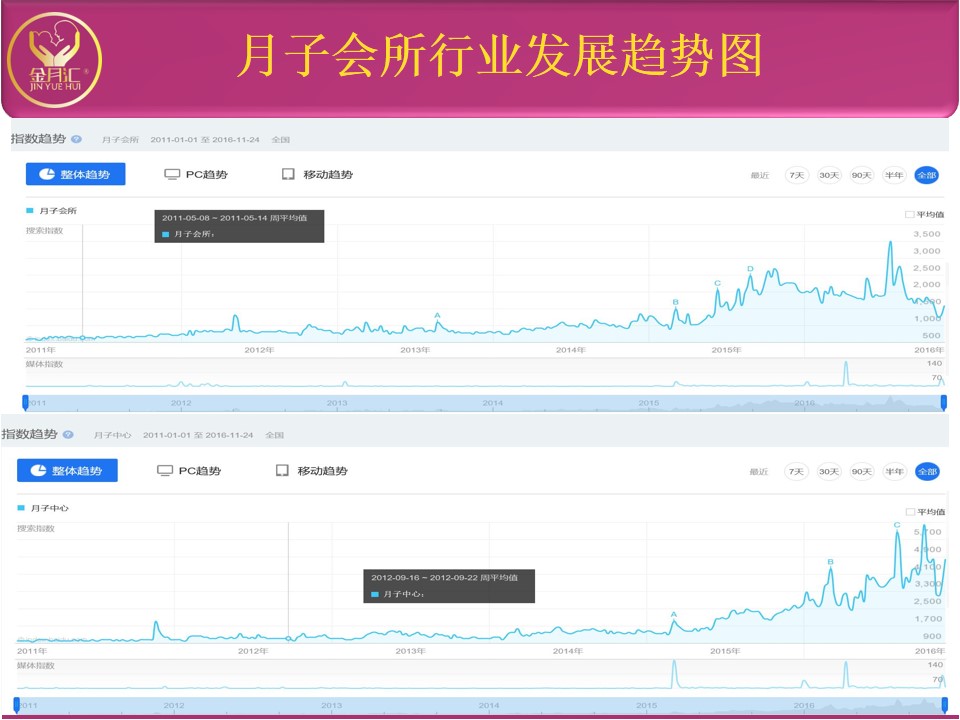 月子会所行业发展趋势图
金月汇®
JIN YUE HUI
指数趋势 ? 月子会所 2011-01-01 至 2016-11-24 全国
整体趋势 PC趋势 移动趋势 最近 7天 30天 90天 半年 全部
月子会所 平均值
搜索指数
2011-05-08 ~ 2011-05-14 周平均值
月子会所:
3,500
3,000
2,500
2,000
1,500
1,000
500
A
B
C
D
2011年 2012年 2013年 2014年 2015年 2016年
媒体指数
140
70
2011 2012 2013 2014 2015 2016
指数趋势 ? 月子中心 2011-01-01 至 2016-11-24 全国
整体趋势 PC趋势 移动趋势 最近 7天 30天 90天 半年 全部
月子中心 平均值
搜索指数
2012-09-16 ~ 2012-09-22 周平均值
月子中心:
5,700
4,900
4,100
3,300
2,500
1,700
900
A
B
C
2011年 2012年 2013年 2014年 2015年 2016年
媒体指数
140
70
2011 2012 2013 2014 2015 2016